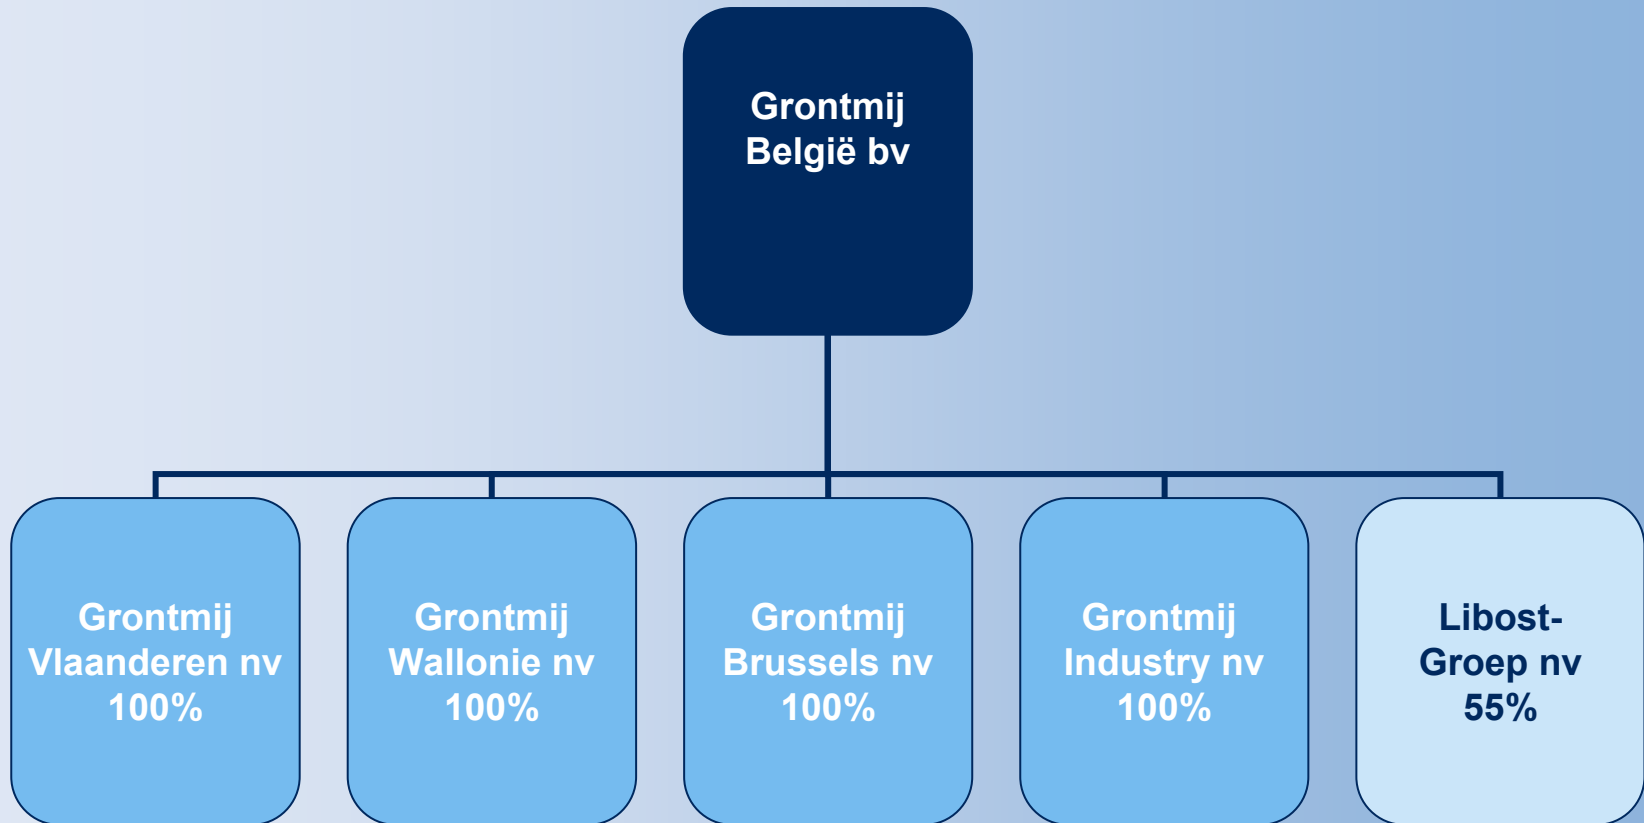 Grontmij
België bv
Grontmij
Vlaanderen nv
100%
Grontmij
Wallonie nv
100%
Grontmij
Brussels nv
100%
Grontmij
Industry nv
100%
Libost-
Groep nv
55%